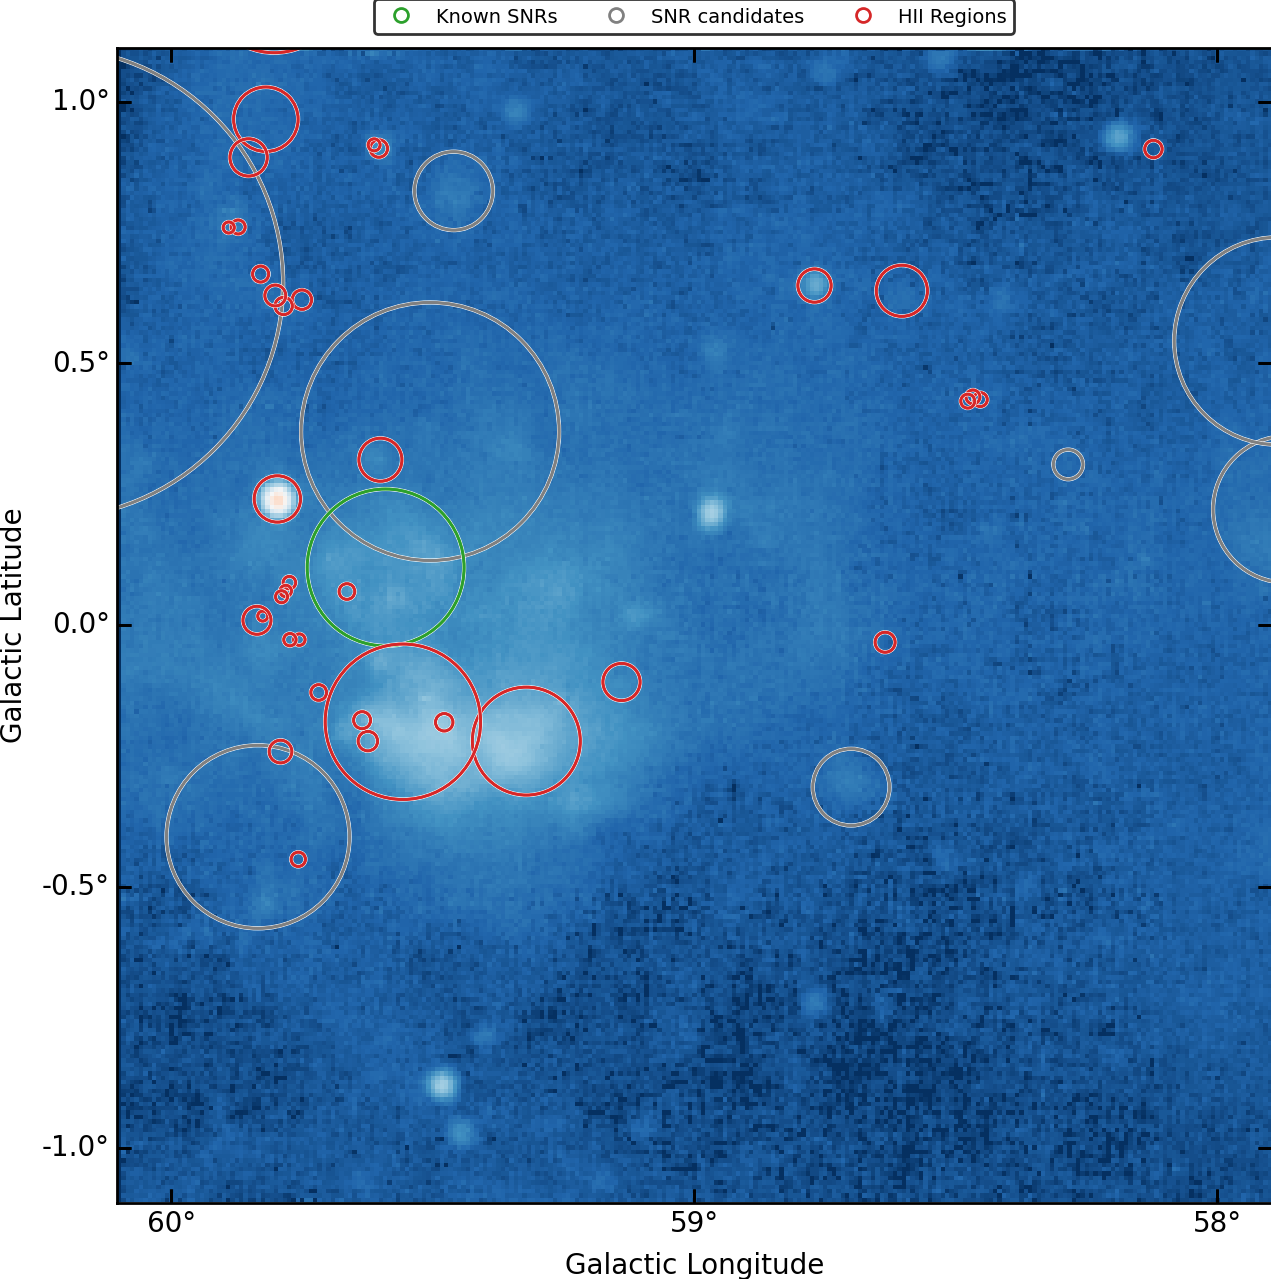 Known SNRs
SNR candidates
HII Regions
1.0°
0.5°
0.0°
-0.5°
-1.0°
Galactic Latitude
60°
59°
58°
Galactic Longitude